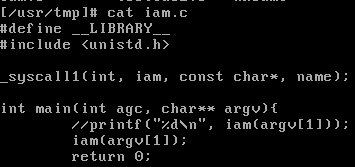 [/usr/tmp]# cat iam.c
#define __LIBRARY__
#include <unistd.h>

_syscall1(int, iam, const char*, name);

int main(int agc, char** argv){
        //printf("%d\n", iam(argv[1]));
        iam(argv[1]);
        return 0;